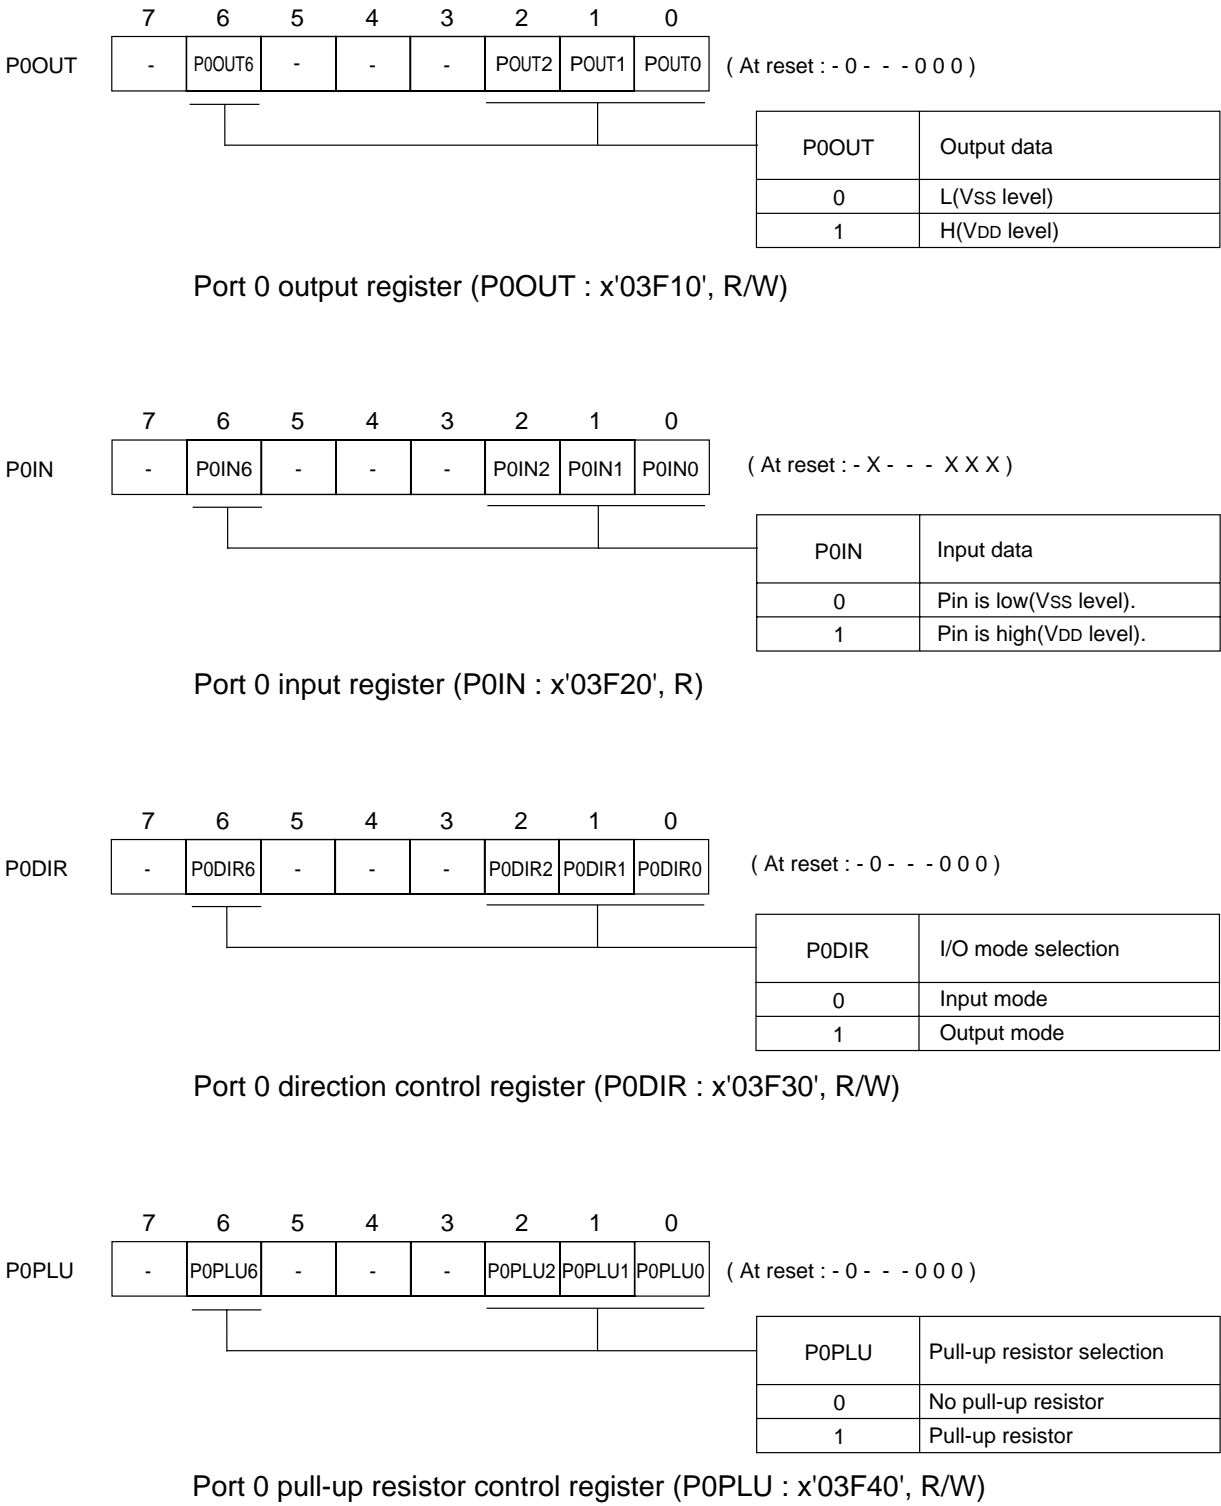 7 6 5 4 3 2 1 0
P0OUT - P0OUT6 - - - POUT2 POUT1 POUT0 ( At reset : - 0 - - - 0 0 0 )
P0OUT Output data
0 L(VSS level)
1 H(VDD level)
Port 0 output register (P0OUT : x'03F10', R/W)
7 6 5 4 3 2 1 0
P0IN - P0IN6 - - - P0IN2 P0IN1 P0IN0 ( At reset : - X - - - X X X )
P0IN Input data
0 Pin is low(VSS level).
1 Pin is high(VDD level).
Port 0 input register (P0IN : x'03F20', R)
7 6 5 4 3 2 1 0
P0DIR - P0DIR6 - - - P0DIR2 P0DIR1 P0DIR0 ( At reset : - 0 - - - 0 0 0 )
P0DIR I/O mode selection
0 Input mode
1 Output mode
Port 0 direction control register (P0DIR : x'03F30', R/W)
7 6 5 4 3 2 1 0
P0PLU - P0PLU6 - - - P0PLU2 P0PLU1 P0PLU0 ( At reset : - 0 - - - 0 0 0 )
P0PLU Pull-up resistor selection
0 No pull-up resistor
1 Pull-up resistor
Port 0 pull-up resistor control register (P0PLU : x'03F40', R/W)